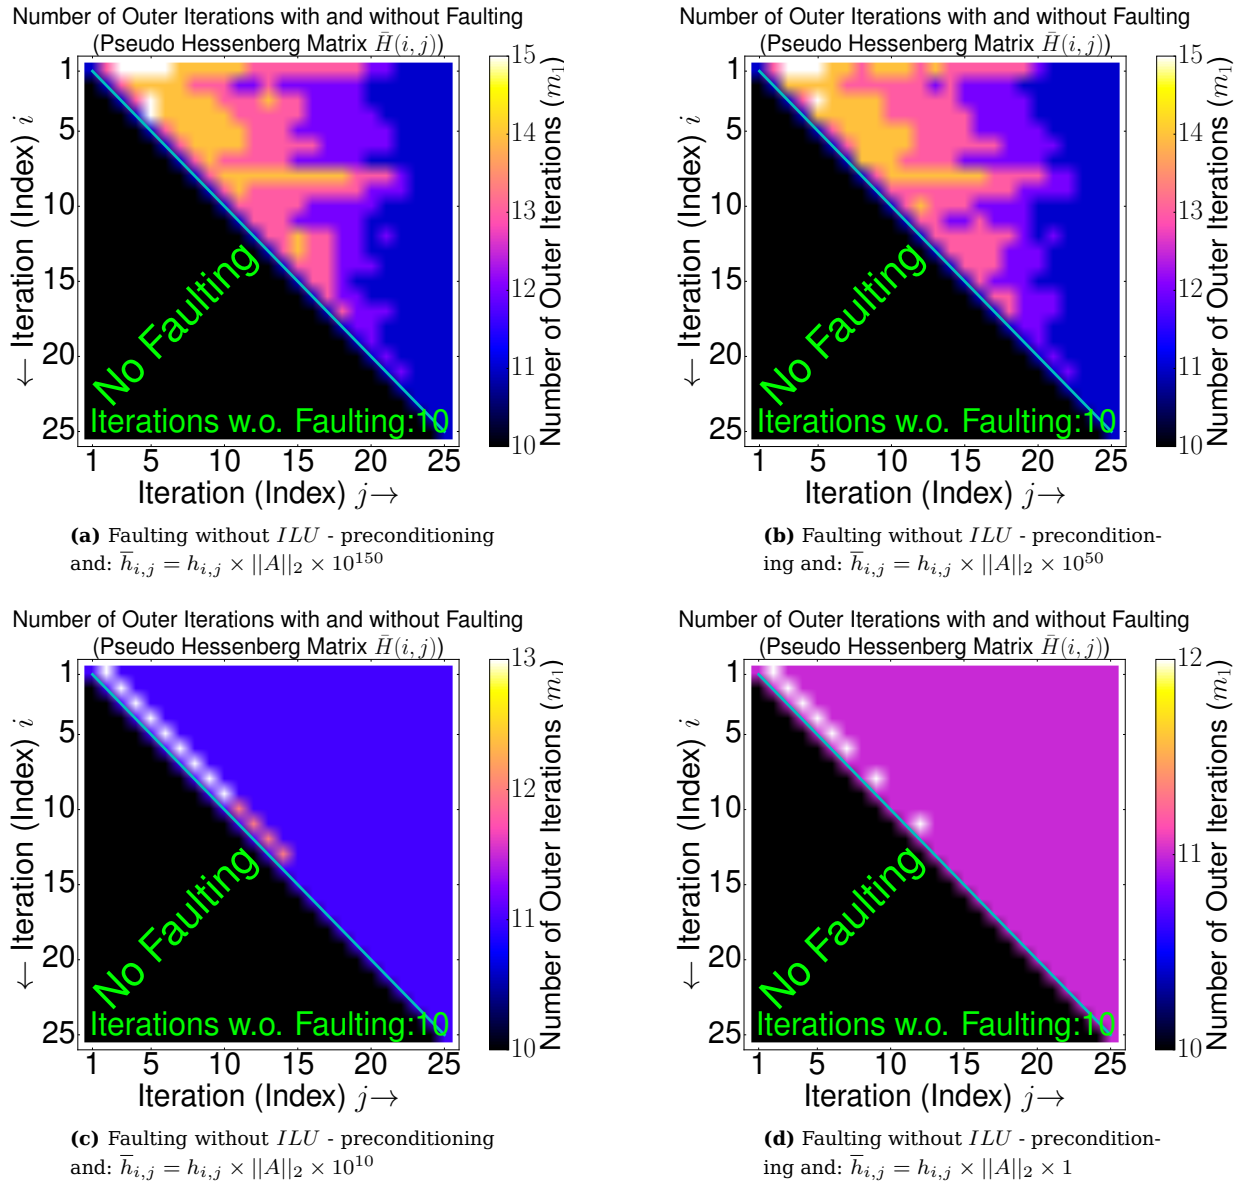 Number of Outer Iterations with and without Faulting
(Pseudo Hessenberg Matrix H̄(i, j))
1
5
10
15
20
25
← Iteration (Index) i
No Faulting
Iterations w.o. Faulting:10
1 5 10 15 20 25
Iteration (Index) j→
15
14
13
12
11
10
Number of Outer Iterations (m₁)
(a) Faulting without ILU - preconditioning
and: h̅ᵢ,ⱼ = hᵢ,ⱼ × ||A||₂ × 10¹⁵⁰
Number of Outer Iterations with and without Faulting
(Pseudo Hessenberg Matrix H̄(i, j))
1
5
10
15
20
25
← Iteration (Index) i
No Faulting
Iterations w.o. Faulting:10
1 5 10 15 20 25
Iteration (Index) j→
15
14
13
12
11
10
Number of Outer Iterations (m₁)
(b) Faulting without ILU - precondition-
ing and: h̅ᵢ,ⱼ = hᵢ,ⱼ × ||A||₂ × 10⁵⁰
Number of Outer Iterations with and without Faulting
(Pseudo Hessenberg Matrix H̄(i, j))
1
5
10
15
20
25
← Iteration (Index) i
No Faulting
Iterations w.o. Faulting:10
1 5 10 15 20 25
Iteration (Index) j→
13
12
11
10
Number of Outer Iterations (m₁)
(c) Faulting without ILU - preconditioning
and: h̅ᵢ,ⱼ = hᵢ,ⱼ × ||A||₂ × 10¹⁰
Number of Outer Iterations with and without Faulting
(Pseudo Hessenberg Matrix H̄(i, j))
1
5
10
15
20
25
← Iteration (Index) i
No Faulting
Iterations w.o. Faulting:10
1 5 10 15 20 25
Iteration (Index) j→
12
11
10
Number of Outer Iterations (m₁)
(d) Faulting without ILU - precondition-
ing and: h̅ᵢ,ⱼ = hᵢ,ⱼ × ||A||₂ × 1